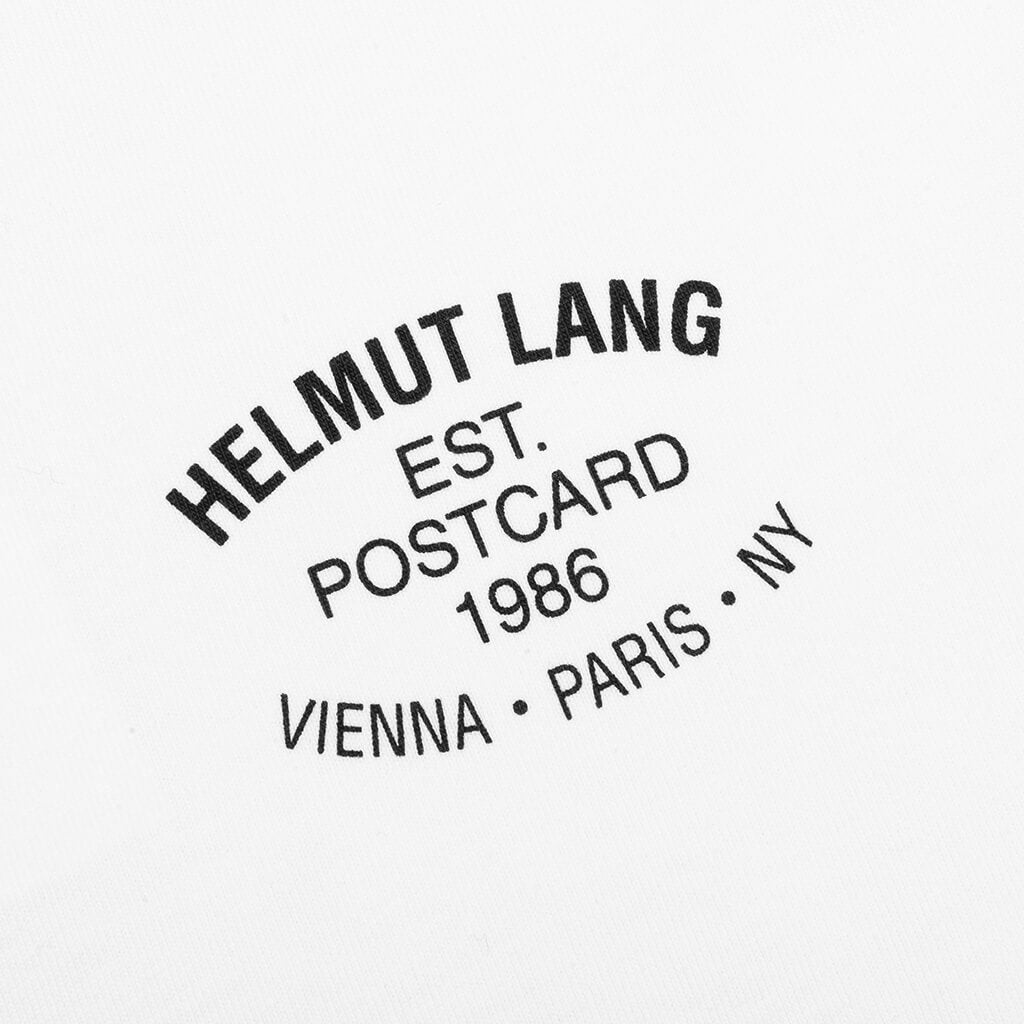 HELMUT LANG
EST.
POSTCARD
1986
VIENNA • PARIS • NY